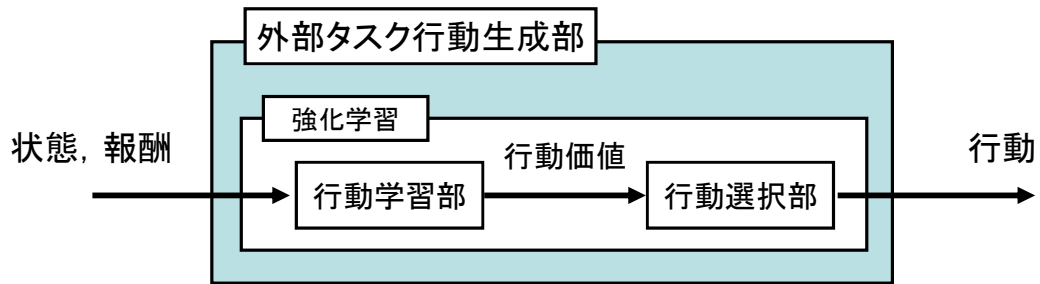 外部タスク行動生成部
強化学習
状態, 報酬
行動価値
行動
行動学習部
行動選択部